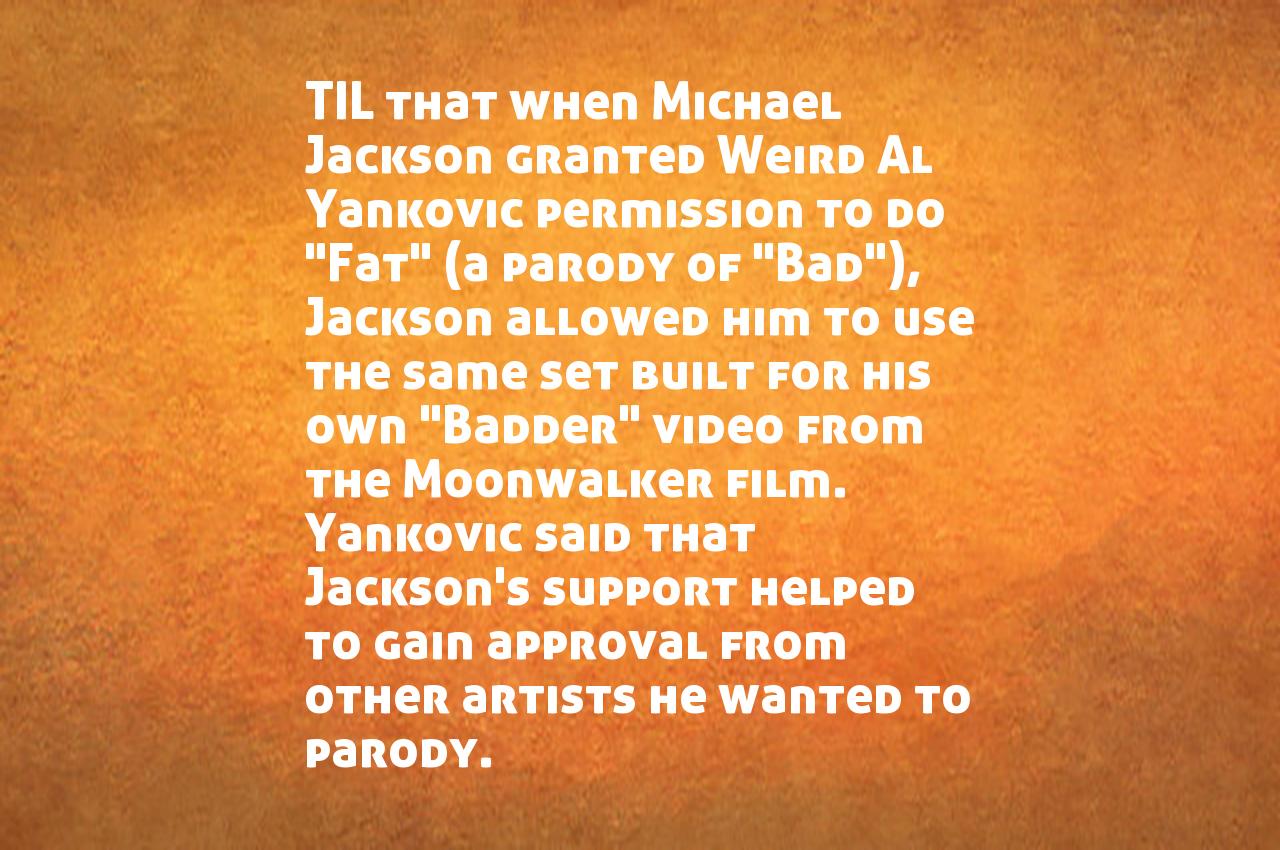 TIL that when Michael
Jackson granted Weird Al
Yankovic permission to do
"Fat" (a parody of "Bad"),
Jackson allowed him to use
the same set built for his
own "Badder" video from
the Moonwalker film.
Yankovic said that
Jackson's support helped
to gain approval from
other artists he wanted to
parody.